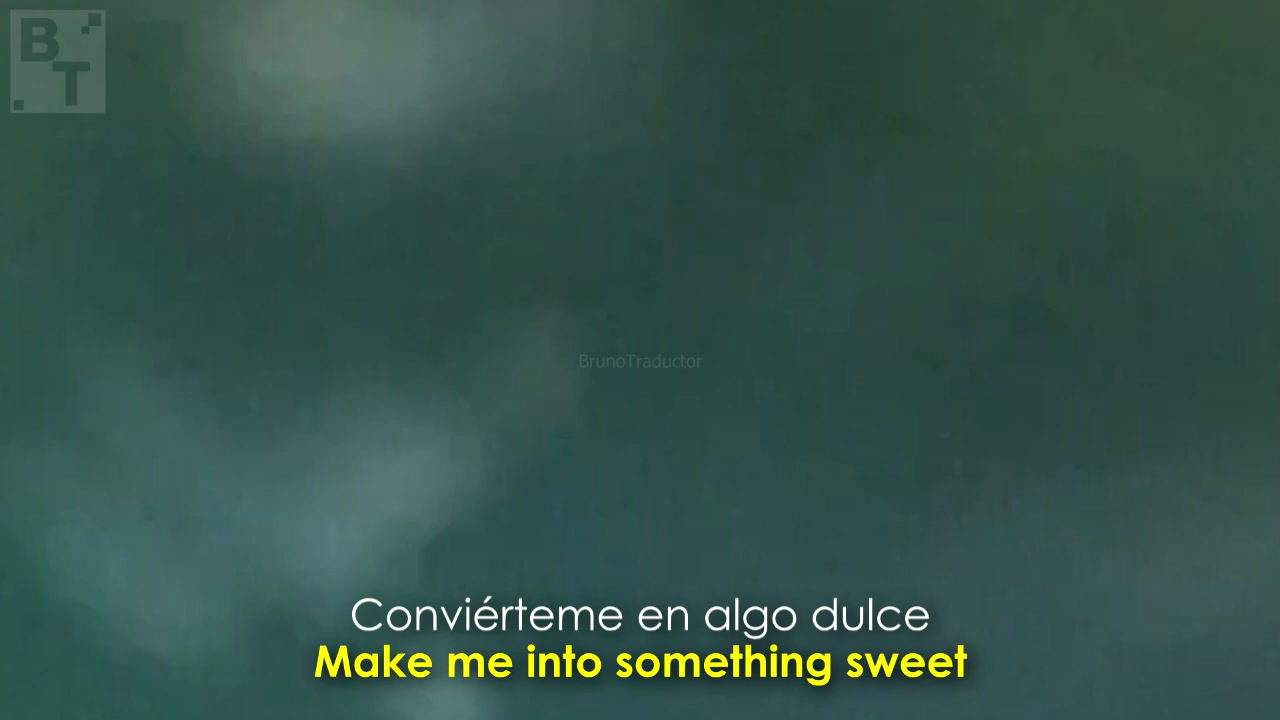 B
T
BrunoTraductor
Conviérteme en algo dulce
Make me into something sweet